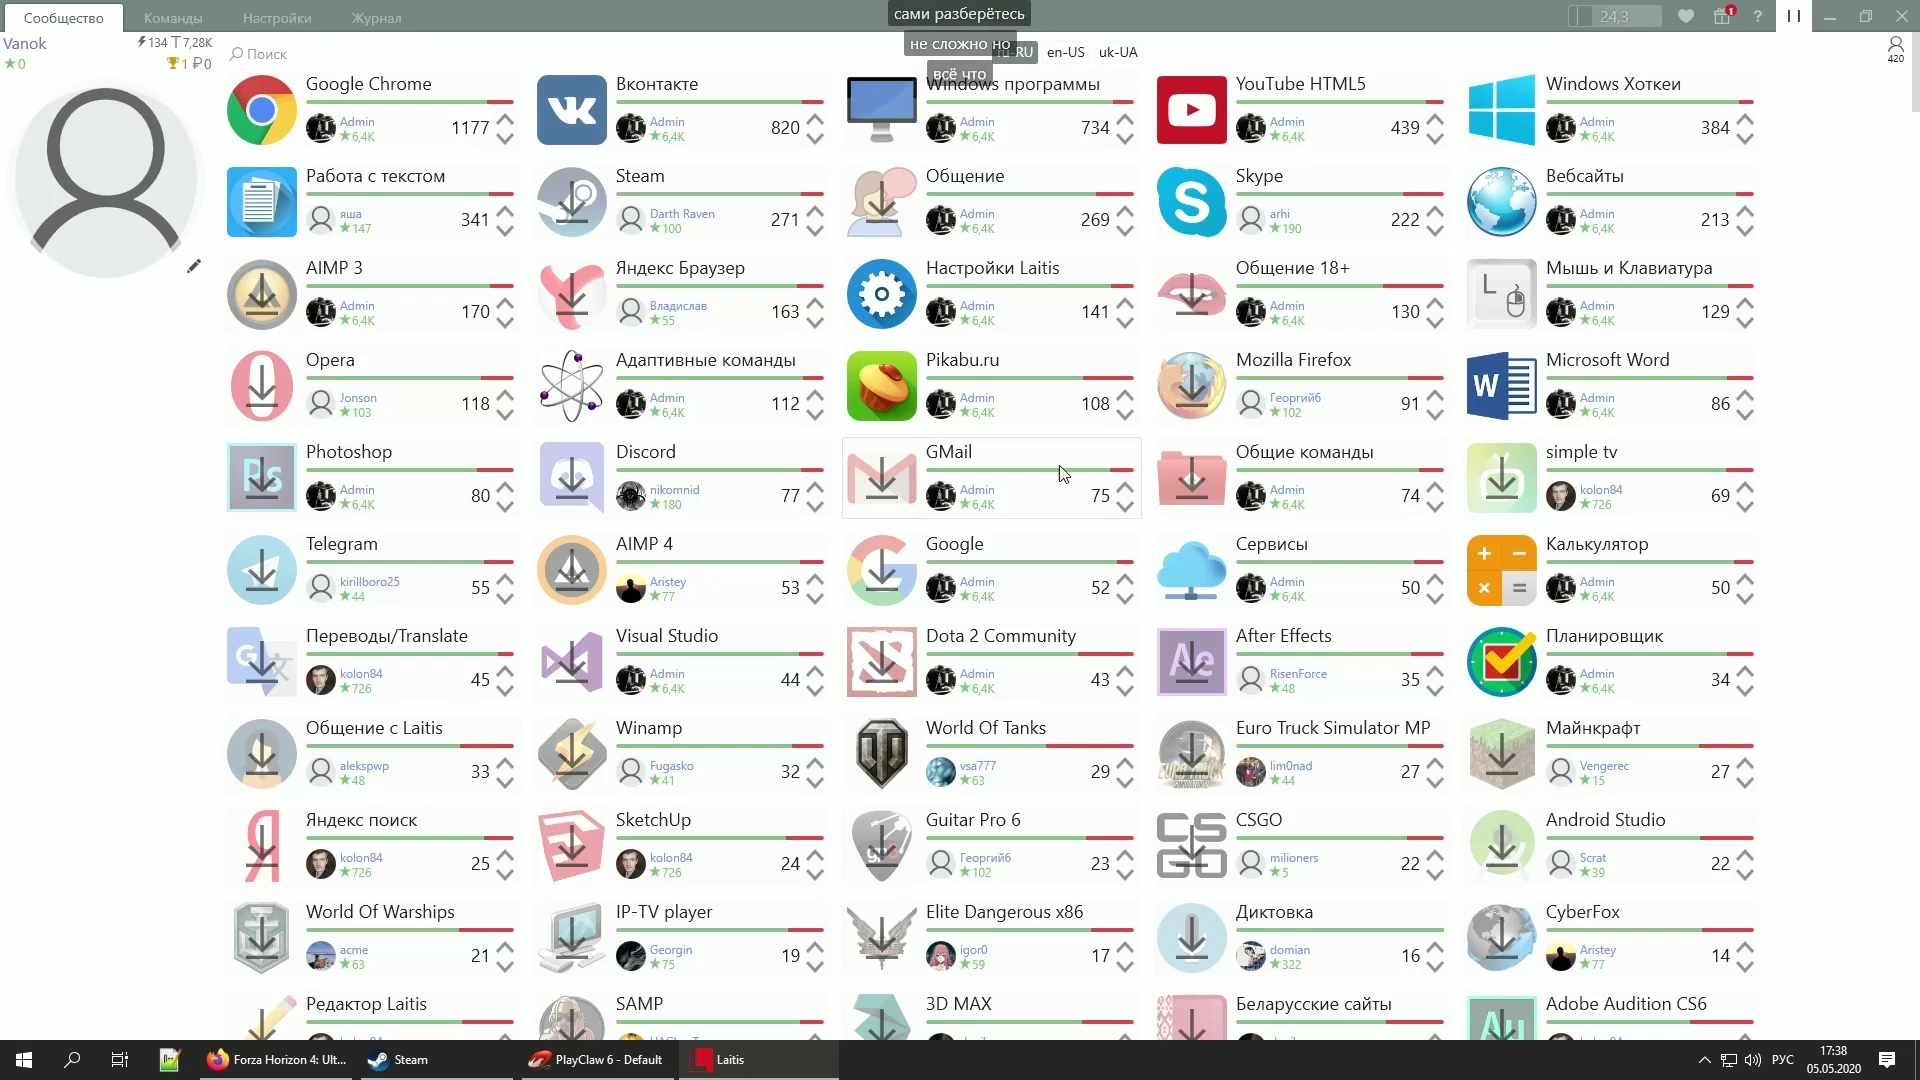 Сообщество
Команды
Настройки
Журнал
сами разберётесь
24,3
1
?
Vanok
134
7,28K
0
1
₽0
Поиск
не сложно но
ru-RU
en-US
uk-UA
всё что
420
Google Chrome
Admin
6,4K
1177
Вконтакте
Admin
6,4K
820
Windows программы
Admin
6,4K
734
YouTube HTML5
Admin
6,4K
439
Windows Хоткеи
Admin
6,4K
384
Работа с текстом
яша
147
341
Steam
Darth Raven
100
271
Общение
Admin
6,4K
269
Skype
arhi
190
222
Вебсайты
Admin
6,4K
213
AIMP 3
Admin
6,4K
170
Яндекс Браузер
Владислав
55
163
Настройки Laitis
Admin
6,4K
141
Общение 18+
Admin
6,4K
130
Мышь и Клавиатура
Admin
6,4K
129
Opera
Jonson
103
118
Адаптивные команды
Admin
6,4K
112
Pikabu.ru
Admin
6,4K
108
Mozilla Firefox
Георгий6
102
91
Microsoft Word
Admin
6,4K
86
Photoshop
Admin
6,4K
80
Discord
nikomnid
180
77
GMail
Admin
6,4K
75
Общие команды
Admin
6,4K
74
simple tv
kolon84
726
69
Telegram
kirillboro25
44
55
AIMP 4
Aristey
77
53
Google
Admin
6,4K
52
Сервисы
Admin
6,4K
50
Калькулятор
Admin
6,4K
50
Переводы/Translate
kolon84
726
45
Visual Studio
Admin
6,4K
44
Dota 2 Community
Admin
6,4K
43
After Effects
RisenForce
48
35
Планировщик
Admin
6,4K
34
Общение с Laitis
alekspwp
48
33
Winamp
Fugasko
41
32
World Of Tanks
vsa777
63
29
Euro Truck Simulator MP
lim0nad
44
27
Майнкрафт
Vengerec
15
27
Яндекс поиск
kolon84
726
25
SketchUp
kolon84
726
24
Guitar Pro 6
Георгий6
102
23
CSGO
milioners
5
22
Android Studio
Scrat
39
22
World Of Warships
acme
63
21
IP-TV player
Georgin
75
19
Elite Dangerous x86
igor0
59
17
Диктовка
domian
322
16
CyberFox
Aristey
77
14
Редактор Laitis
SAMP
3D MAX
Беларусские сайты
Adobe Audition CS6
Forza Horizon 4: Ult...
Steam
PlayClaw 6 - Default
Laitis
РУС
17:38
05.05.2020